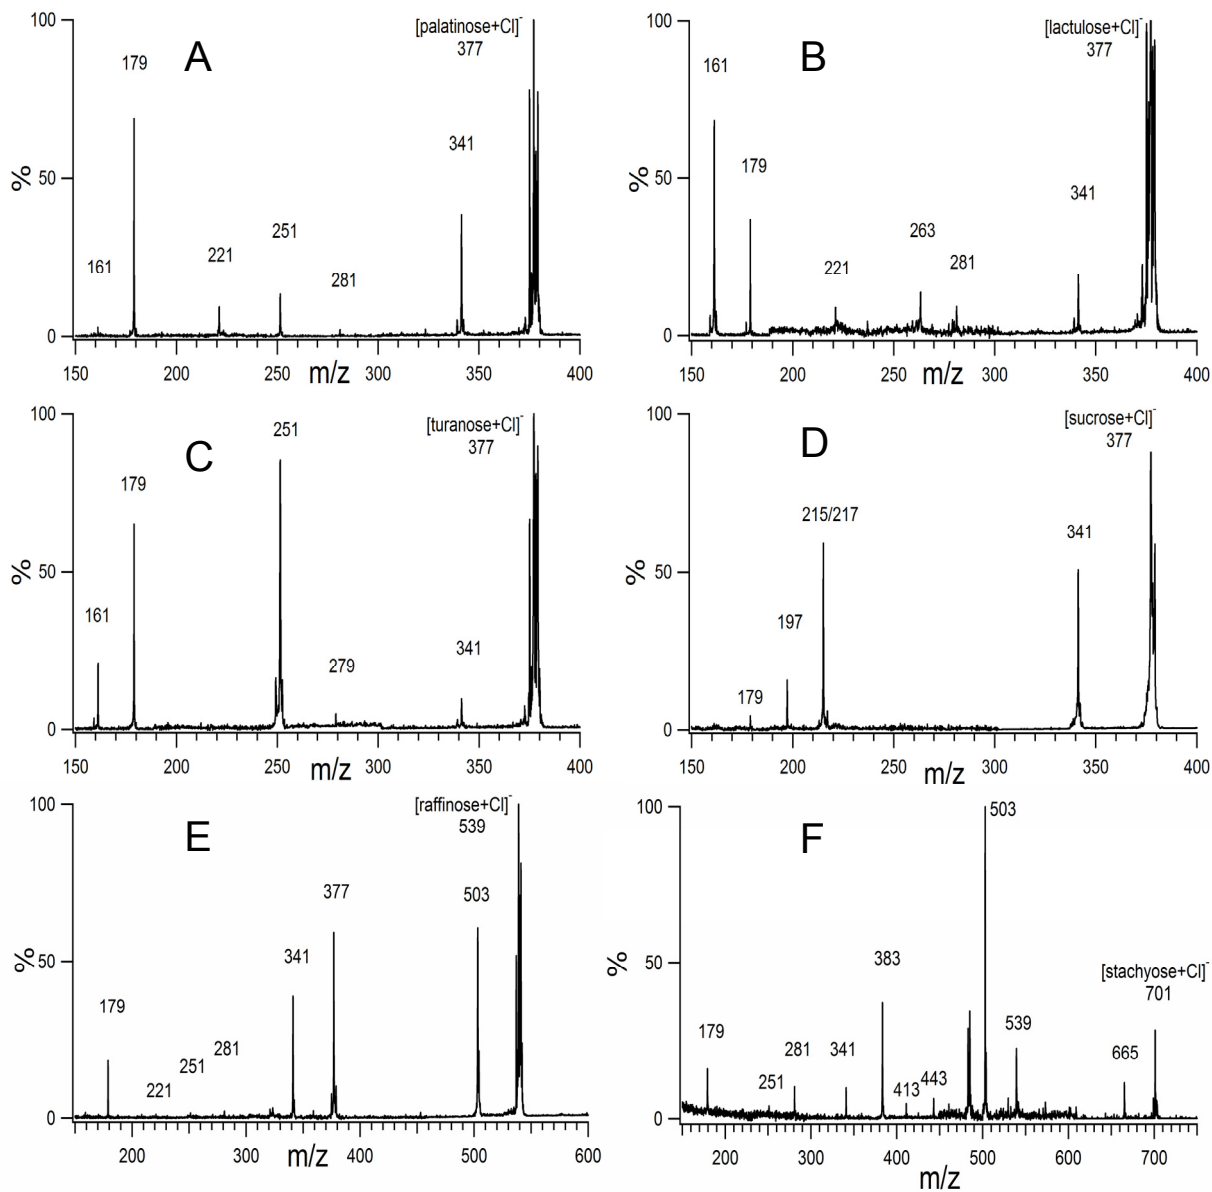 A
[palatinose+Cl]-
377
179
341
251
221
281
161
100
50
0
%
150 200 250 300 350 400
m/z
B
[lactulose+Cl]-
377
161
179
341
263
281
221
100
50
0
%
150 200 250 300 350 400
m/z
C
[turanose+Cl]-
377
251
179
161
279
341
100
50
0
%
150 200 250 300 350 400
m/z
D
[sucrose+Cl]-
377
215/217
341
197
179
100
50
0
%
150 200 250 300 350 400
m/z
E
[raffinose+Cl]-
539
377
503
341
179
281
251
221
100
50
0
%
200 300 400 500 600
m/z
F
503
383
[stachyose+Cl]-
701
179
281
341
539
665
251
413
443
100
50
0
%
200 300 400 500 600 700
m/z